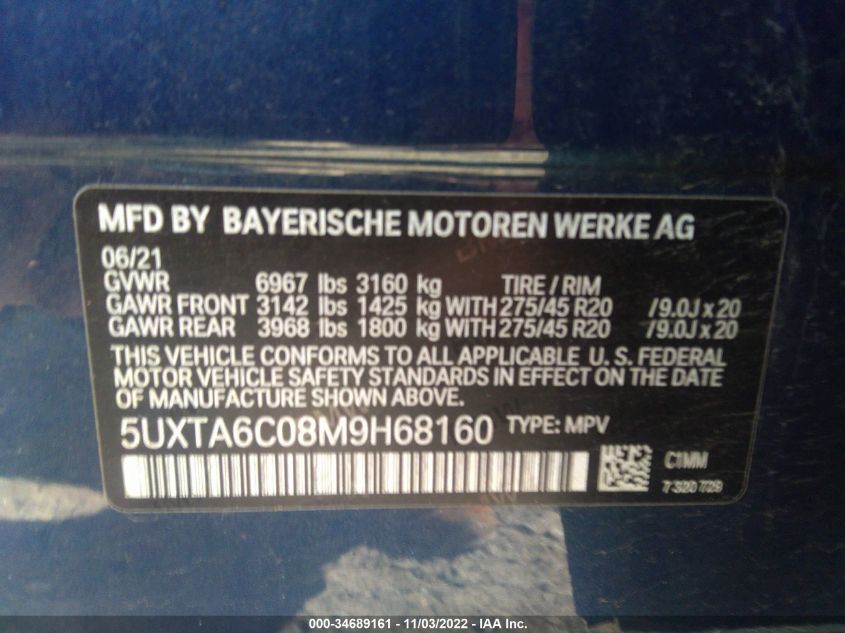 MFD BY BAYERISCHE MOTOREN WERKE AG
06/21
GVWR 6967 lbs 3160 kg TIRE / RIM
GAWR FRONT 3142 lbs 1425 kg WITH 275/45 R20 /9.0J x 20
GAWR REAR 3968 lbs 1800 kg WITH 275/45 R20 /9.0J x 20
THIS VEHICLE CONFORMS TO ALL APPLICABLE U. S. FEDERAL
MOTOR VEHICLE SAFETY STANDARDS IN EFFECT ON THE DATE
OF MANUFACTURE SHOWN ABOVE.
5UXTA6C08M9H68160 TYPE: MPV
C1MM
7320729
000-34689161 - 11/03/2022 - IAA Inc.